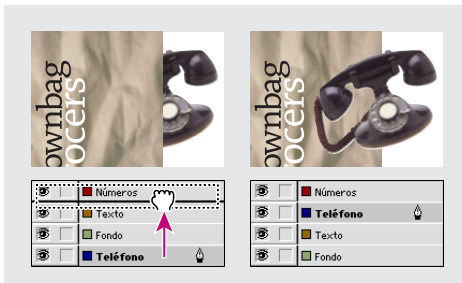 ownbag
ocers
ownbag
ocers
Números
Texto
Fondo
Teléfono
Números
Teléfono
Texto
Fondo